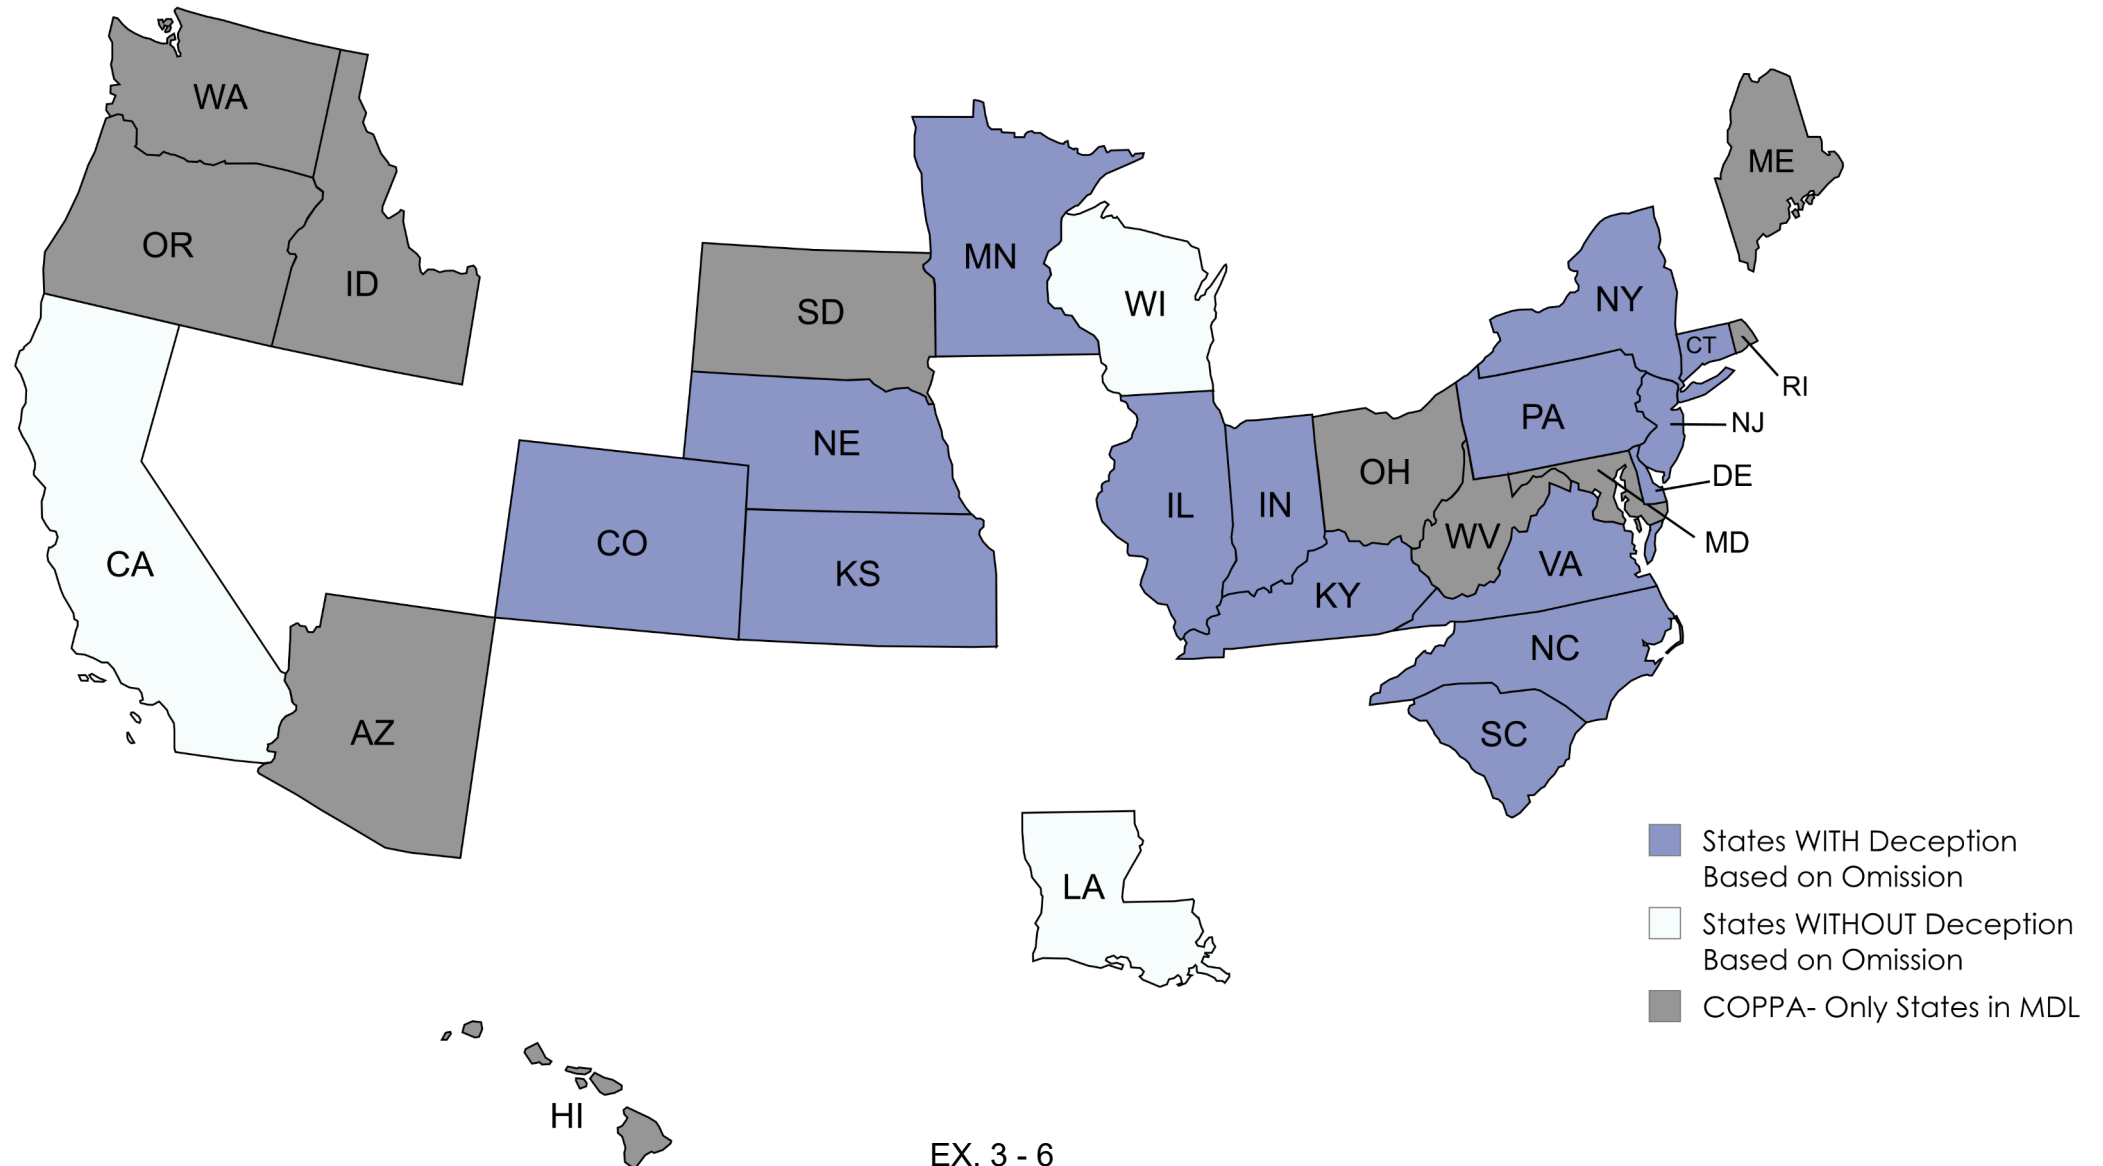 WA
ME
OR
MN
ID
NY
WI
SD
CT
RI
PA
NJ
NE
OH
DE
IL
IN
WV
CO
MD
CA
VA
KS
KY
NC
AZ
SC
States WITH Deception
Based on Omission
LA
States WITHOUT Deception
Based on Omission
COPPA- Only States in MDL
HI
EX. 3 - 6